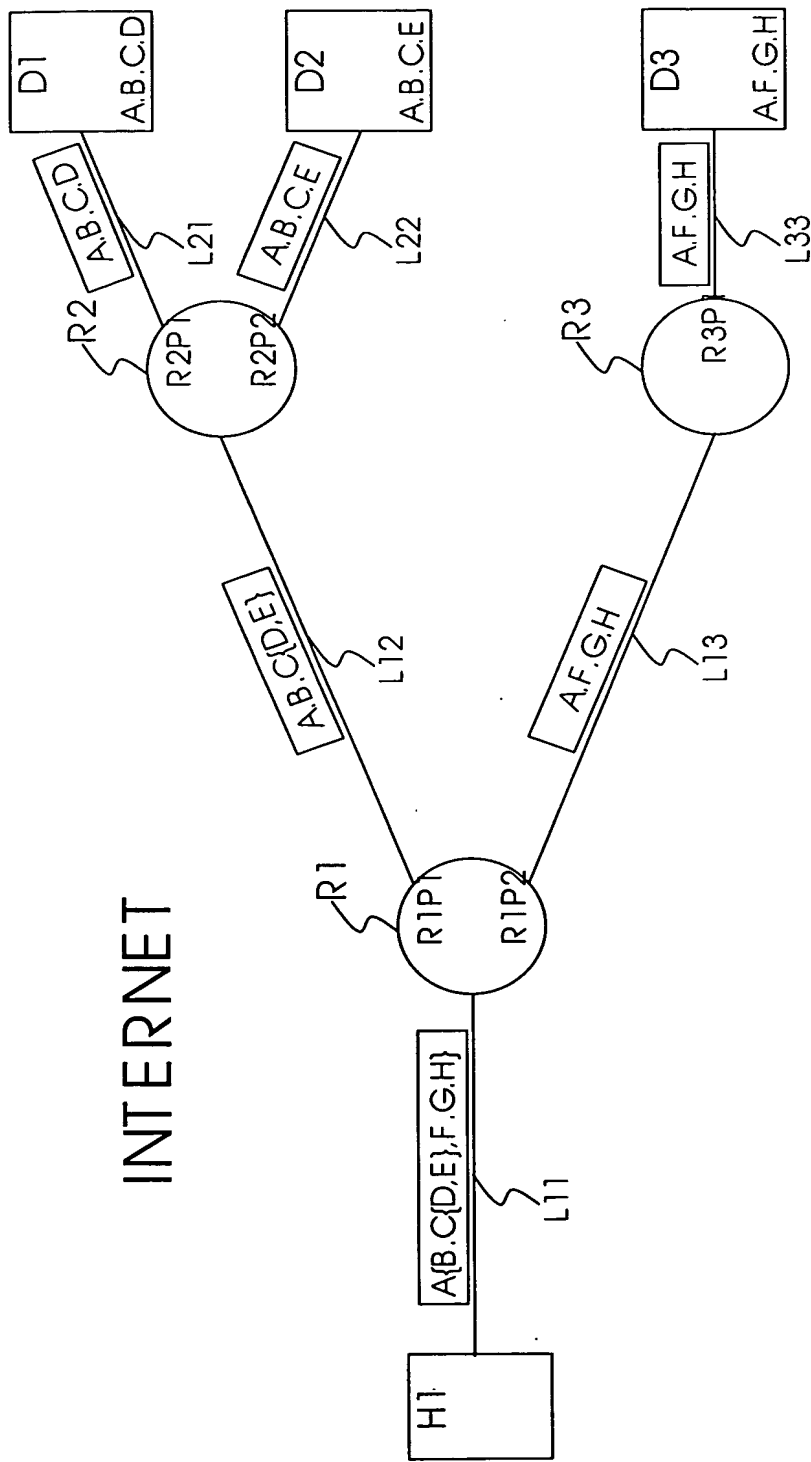 INTERNET
H1
A{B.C{D,E},F.G.H}
L11
R1
R1P1
R1P2
A.B.C{D,E}
L12
A.F.G.H
L13
R2
R2P1
R2P2
A.B.C.D
L21
A.B.C.E
L22
R3
R3P1
A.F.G.H
L33
D1
A.B.C.D
D2
A.B.C.E
D3
A.F.G.H